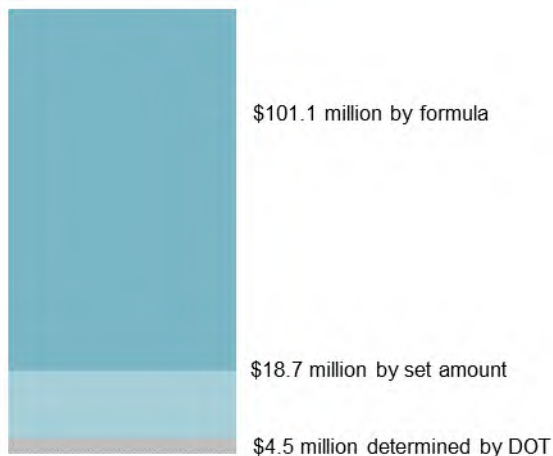 $101.1 million by formula
$18.7 million by set amount
$4.5 million determined by DOT